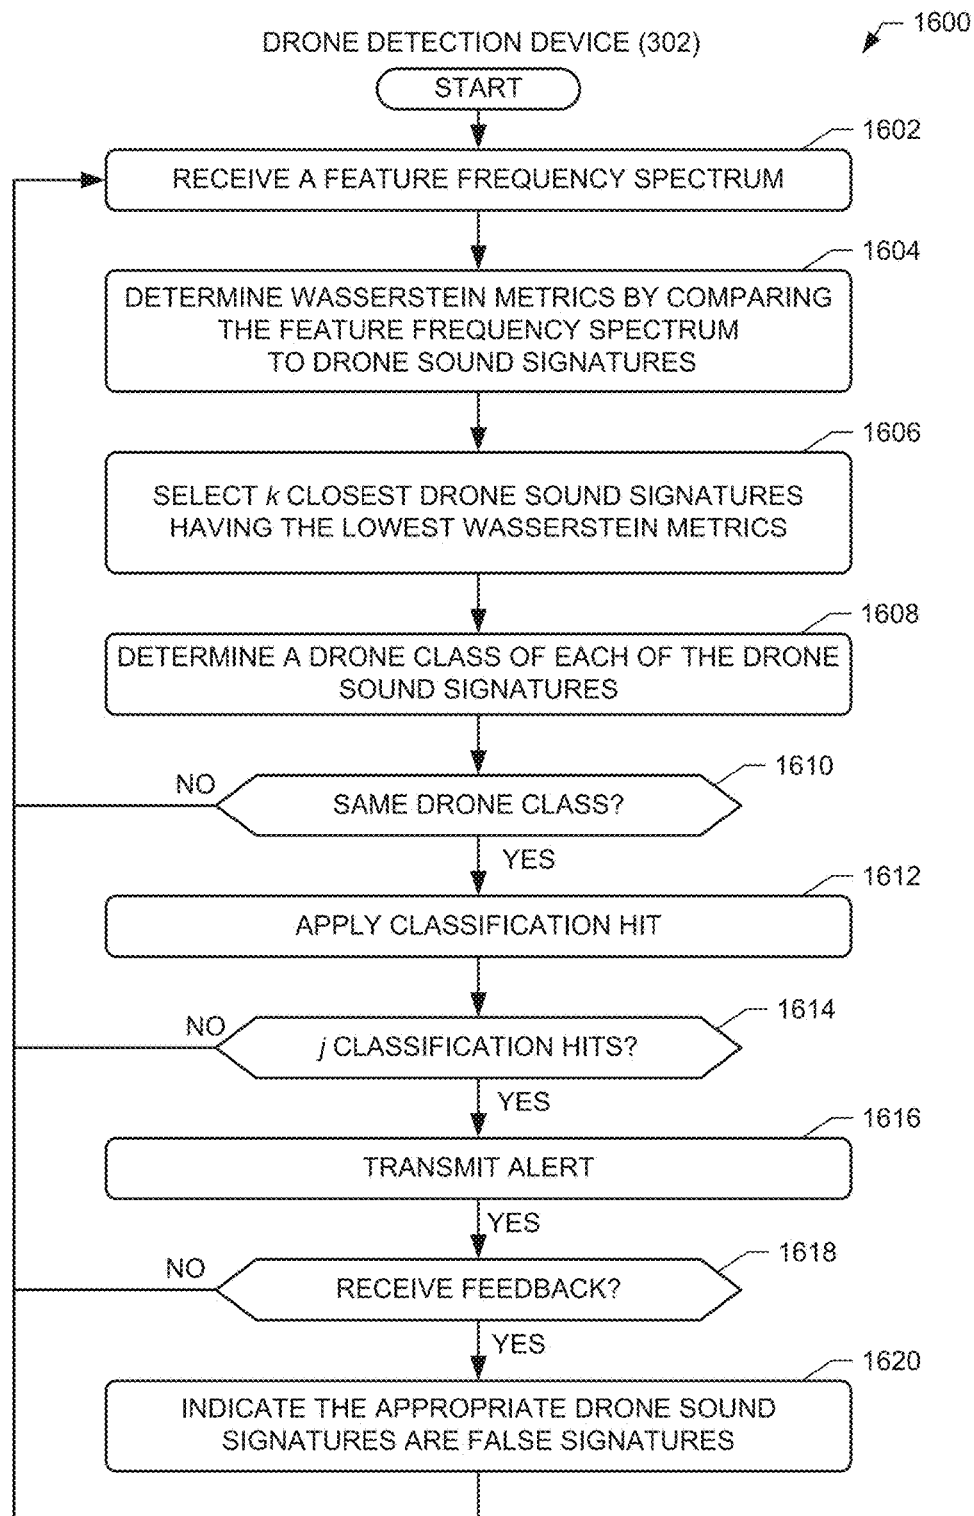 1600
DRONE DETECTION DEVICE (302)
START
1602
RECEIVE A FEATURE FREQUENCY SPECTRUM
1604
DETERMINE WASSERSTEIN METRICS BY COMPARING
THE FEATURE FREQUENCY SPECTRUM
TO DRONE SOUND SIGNATURES
1606
SELECT k CLOSEST DRONE SOUND SIGNATURES
HAVING THE LOWEST WASSERSTEIN METRICS
1608
DETERMINE A DRONE CLASS OF EACH OF THE DRONE
SOUND SIGNATURES
1610
NO
SAME DRONE CLASS?
YES
1612
APPLY CLASSIFICATION HIT
1614
NO
j CLASSIFICATION HITS?
YES
1616
TRANSMIT ALERT
YES
1618
NO
RECEIVE FEEDBACK?
YES
1620
INDICATE THE APPROPRIATE DRONE SOUND
SIGNATURES ARE FALSE SIGNATURES